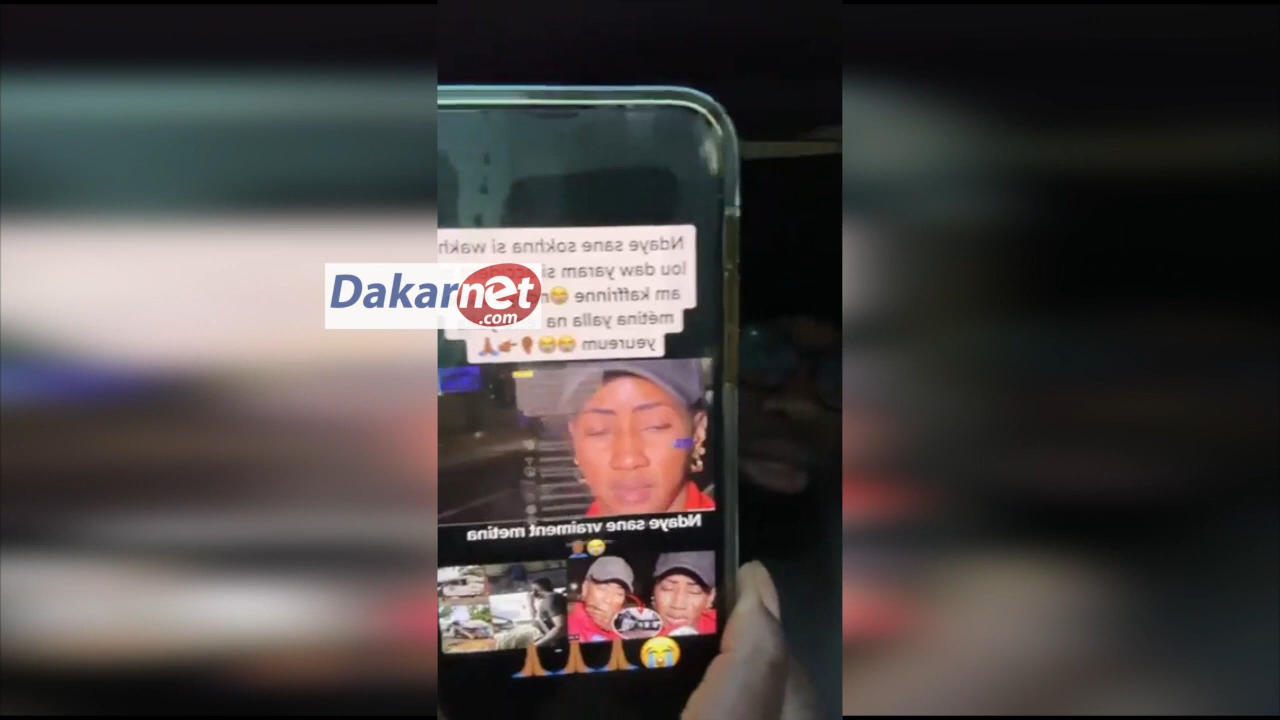 Ndaye sane sokhna si wakh
lou daw yaram si
am kaffrinne
métina yalla na
yeureum
Dakarnet
.com
Ndaye sane vraiment metina